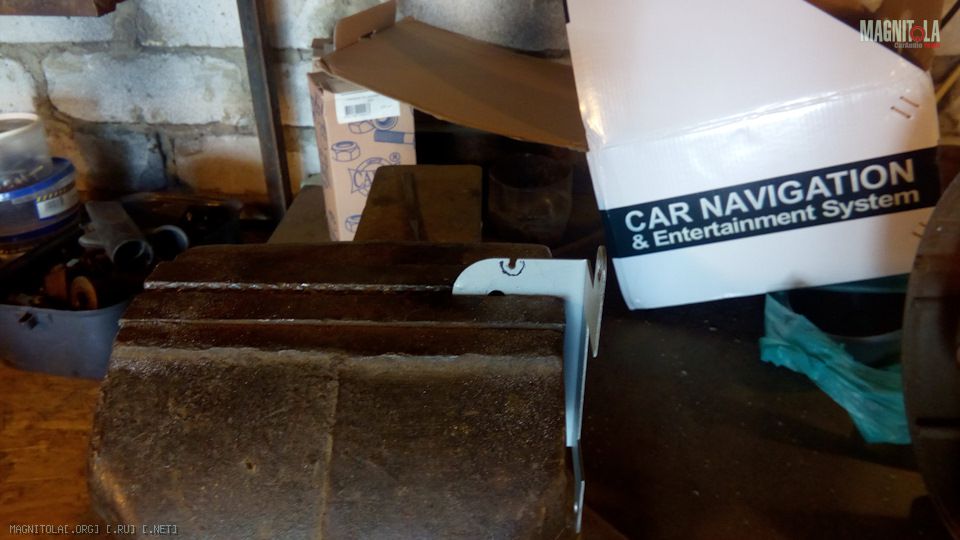 MAGNITOLA
CarAudio
CAR NAVIGATION
& Entertainment System
MAGNITOLA[.ORG] [.RU] [.NET]